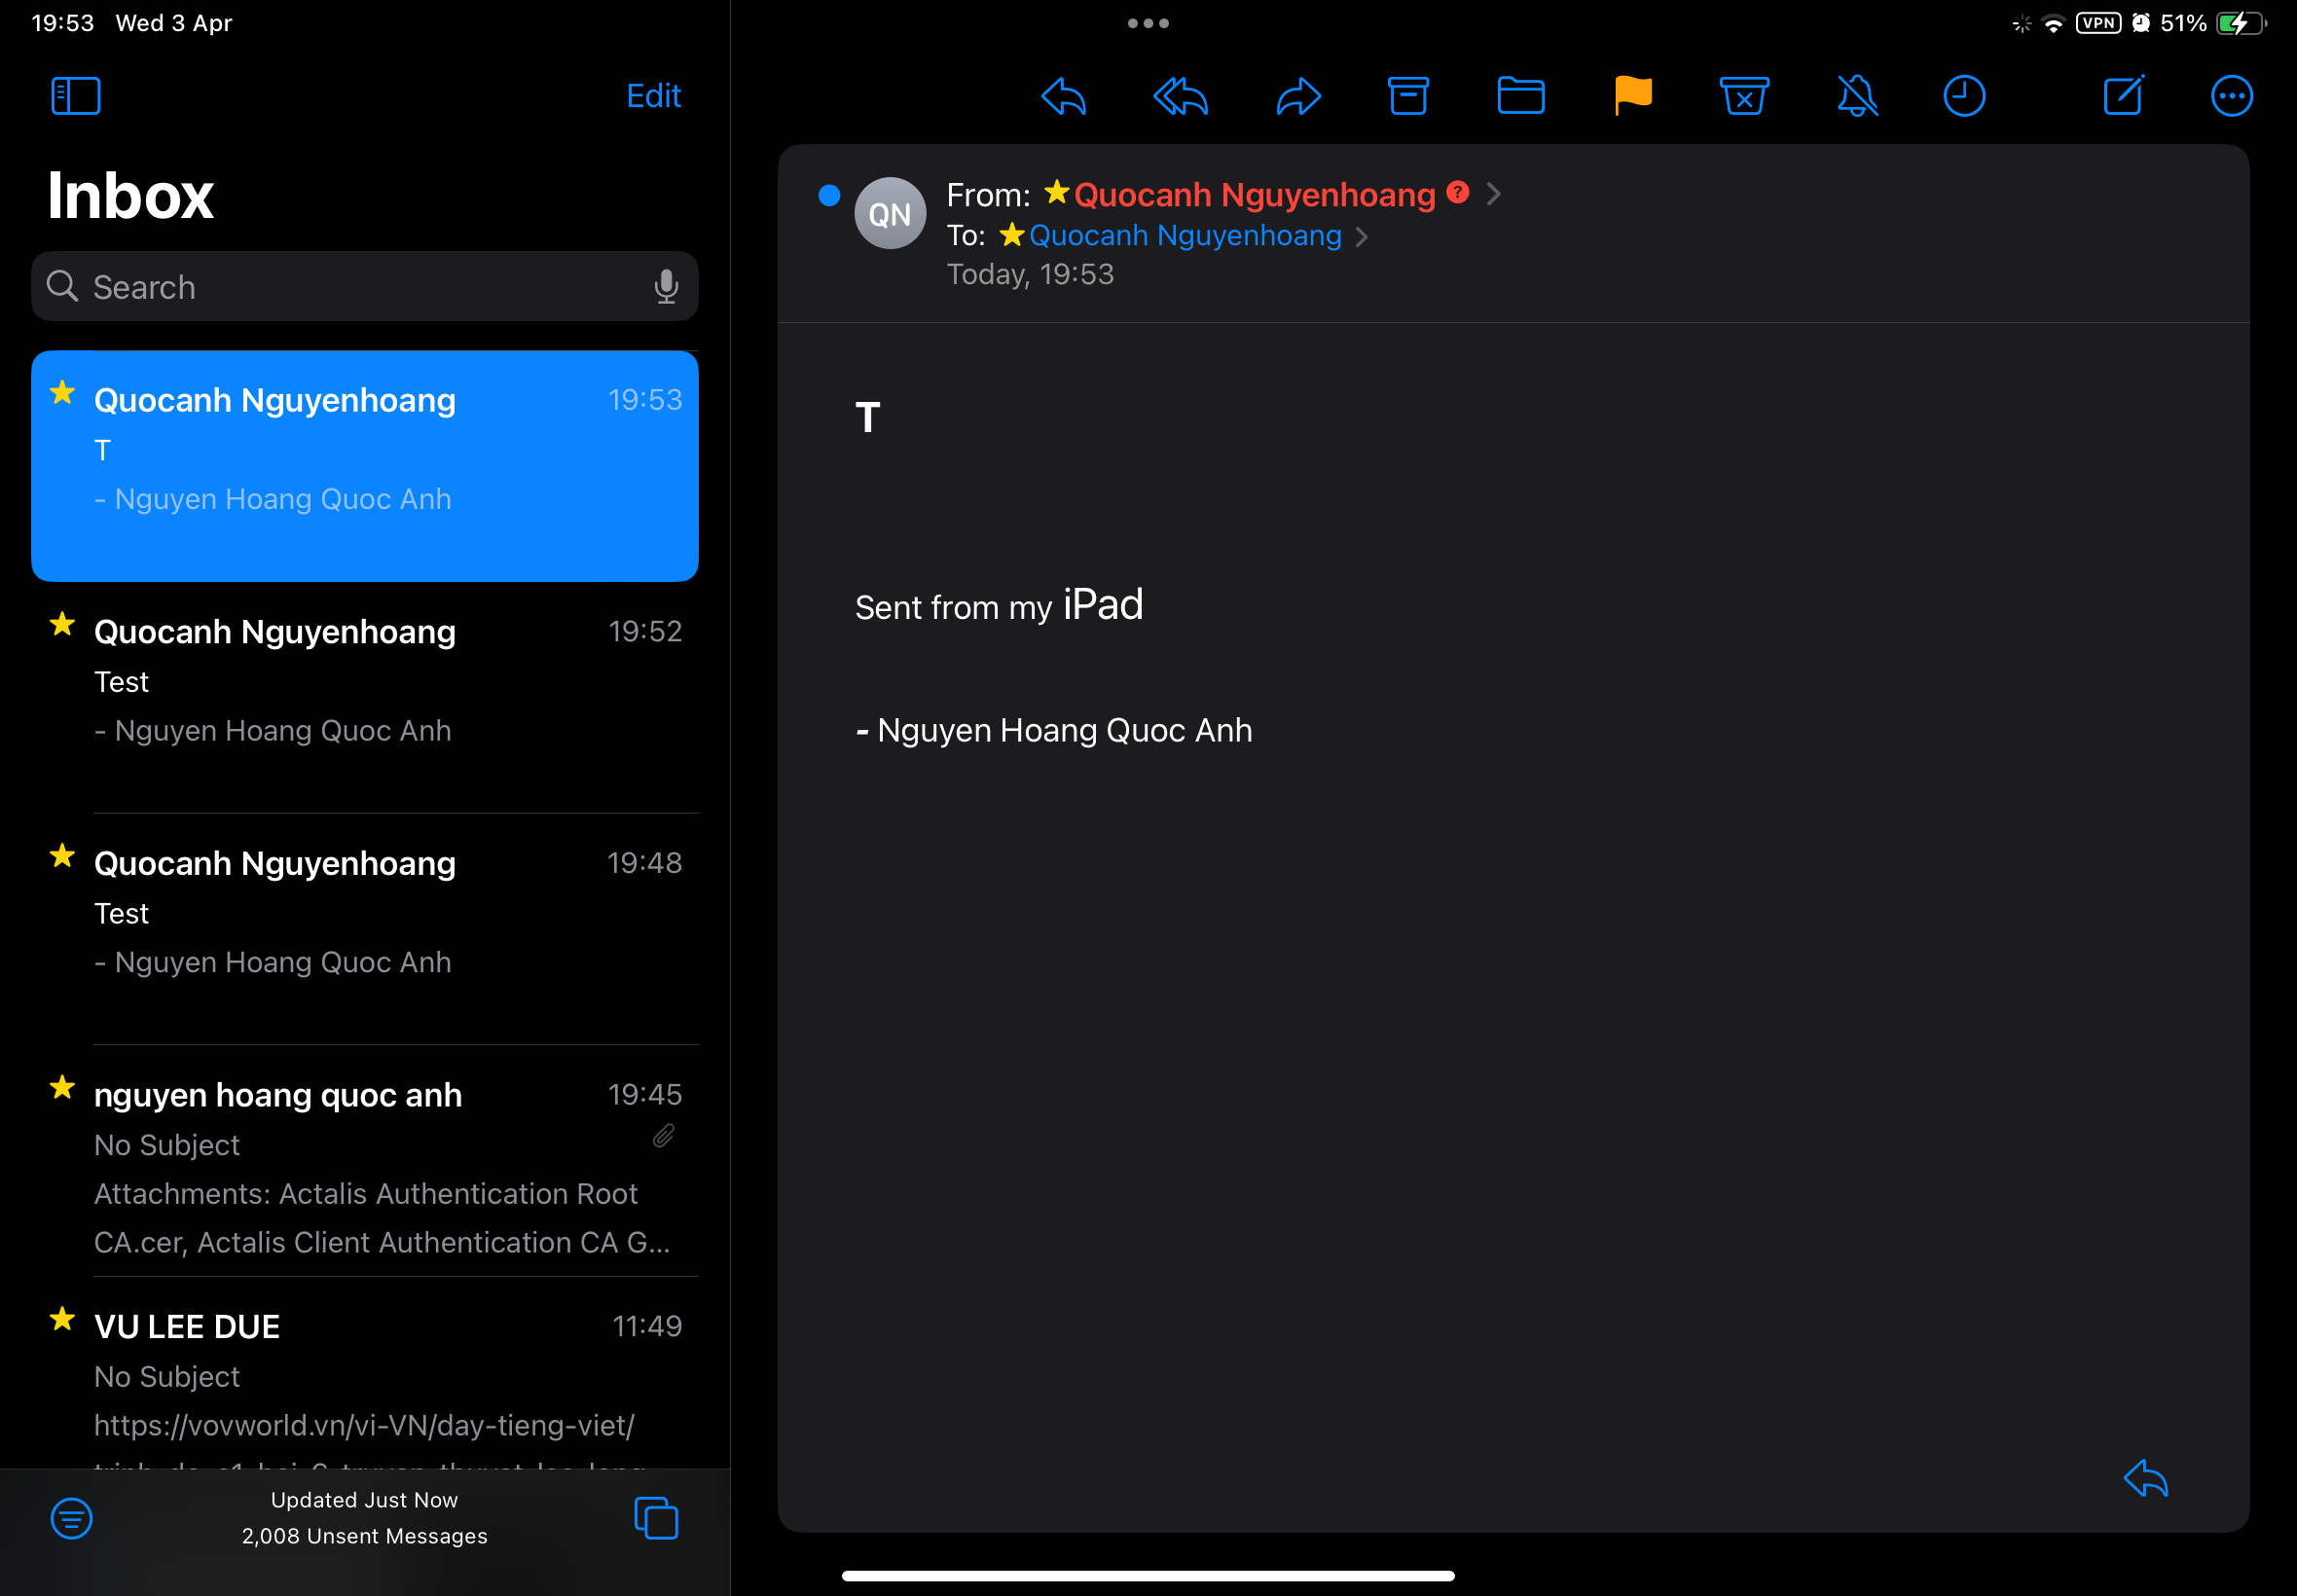 19:53 Wed 3 Apr
VPN 51%
Edit
Inbox
Search
Quocanh Nguyenhoang 19:53
T
- Nguyen Hoang Quoc Anh
Quocanh Nguyenhoang 19:52
Test
- Nguyen Hoang Quoc Anh
Quocanh Nguyenhoang 19:48
Test
- Nguyen Hoang Quoc Anh
nguyen hoang quoc anh 19:45
No Subject
Attachments: Actalis Authentication Root
CA.cer, Actalis Client Authentication CA G...
VU LEE DUE 11:49
No Subject
https://vovworld.vn/vi-VN/day-tieng-viet/
Updated Just Now
2,008 Unsent Messages
QN
From: Quocanh Nguyenhoang ?
To: Quocanh Nguyenhoang
Today, 19:53
T
Sent from my iPad
- Nguyen Hoang Quoc Anh